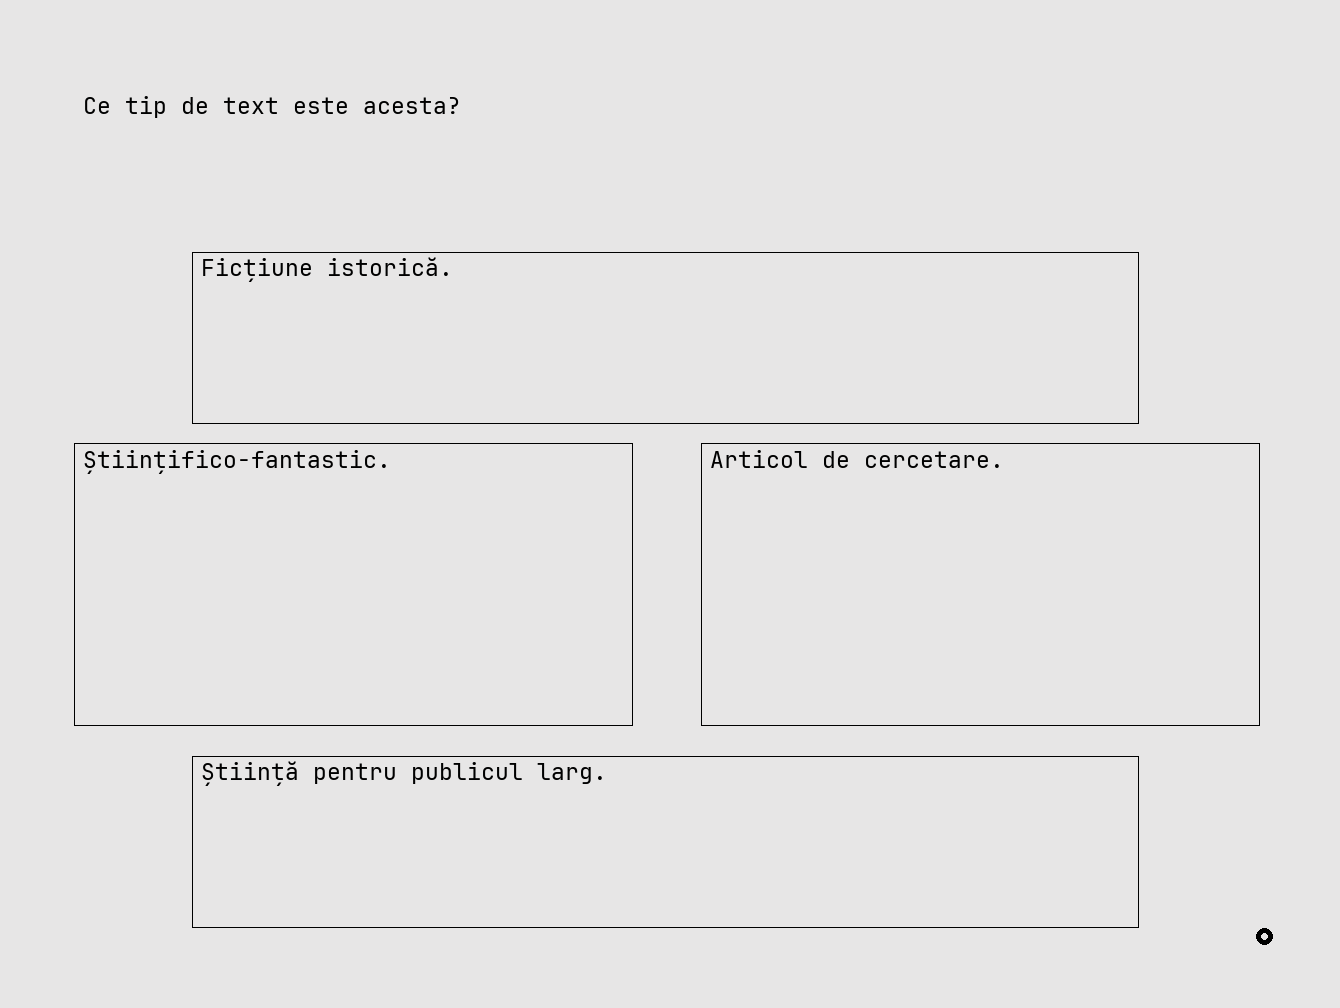 Ce tip de text este acesta?
Ficțiune istorică.
Științifico-fantastic.
Articol de cercetare.
Știință pentru publicul larg.